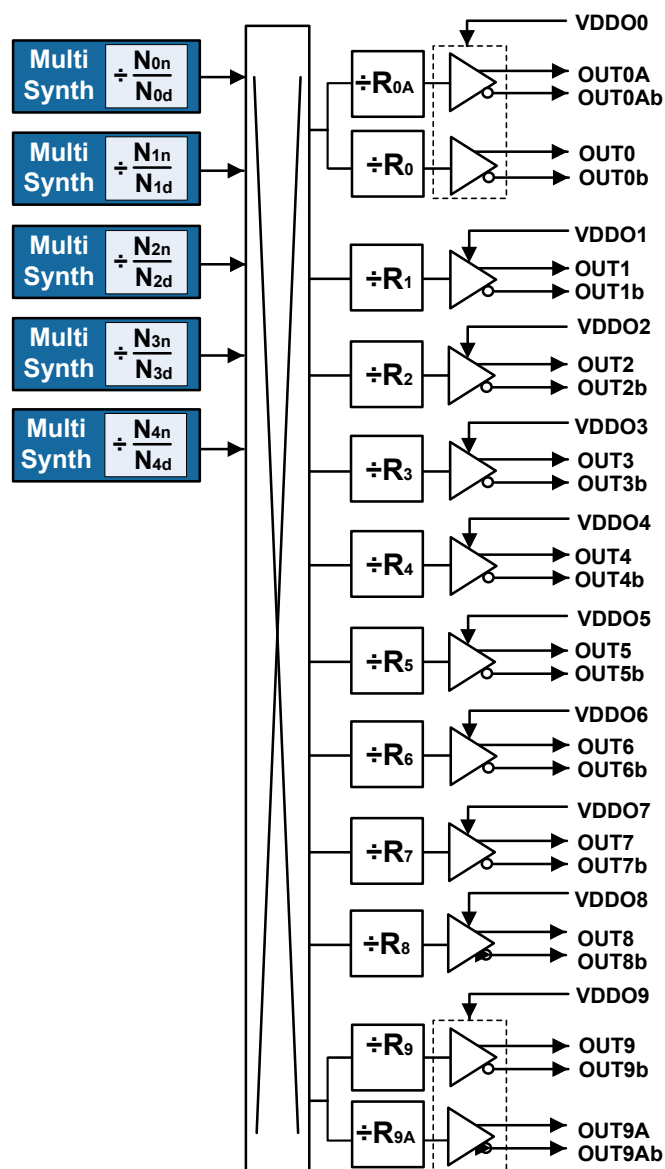 VDDO0
Multi Synth ÷ N0n / N0d
÷R0A
OUT0A
OUT0Ab
÷R0
OUT0
OUT0b
Multi Synth ÷ N1n / N1d
VDDO1
÷R1
OUT1
OUT1b
Multi Synth ÷ N2n / N2d
VDDO2
÷R2
OUT2
OUT2b
Multi Synth ÷ N3n / N3d
VDDO3
÷R3
OUT3
OUT3b
Multi Synth ÷ N4n / N4d
VDDO4
÷R4
OUT4
OUT4b
VDDO5
÷R5
OUT5
OUT5b
VDDO6
÷R6
OUT6
OUT6b
VDDO7
÷R7
OUT7
OUT7b
VDDO8
÷R8
OUT8
OUT8b
VDDO9
÷R9
OUT9
OUT9b
÷R9A
OUT9A
OUT9Ab